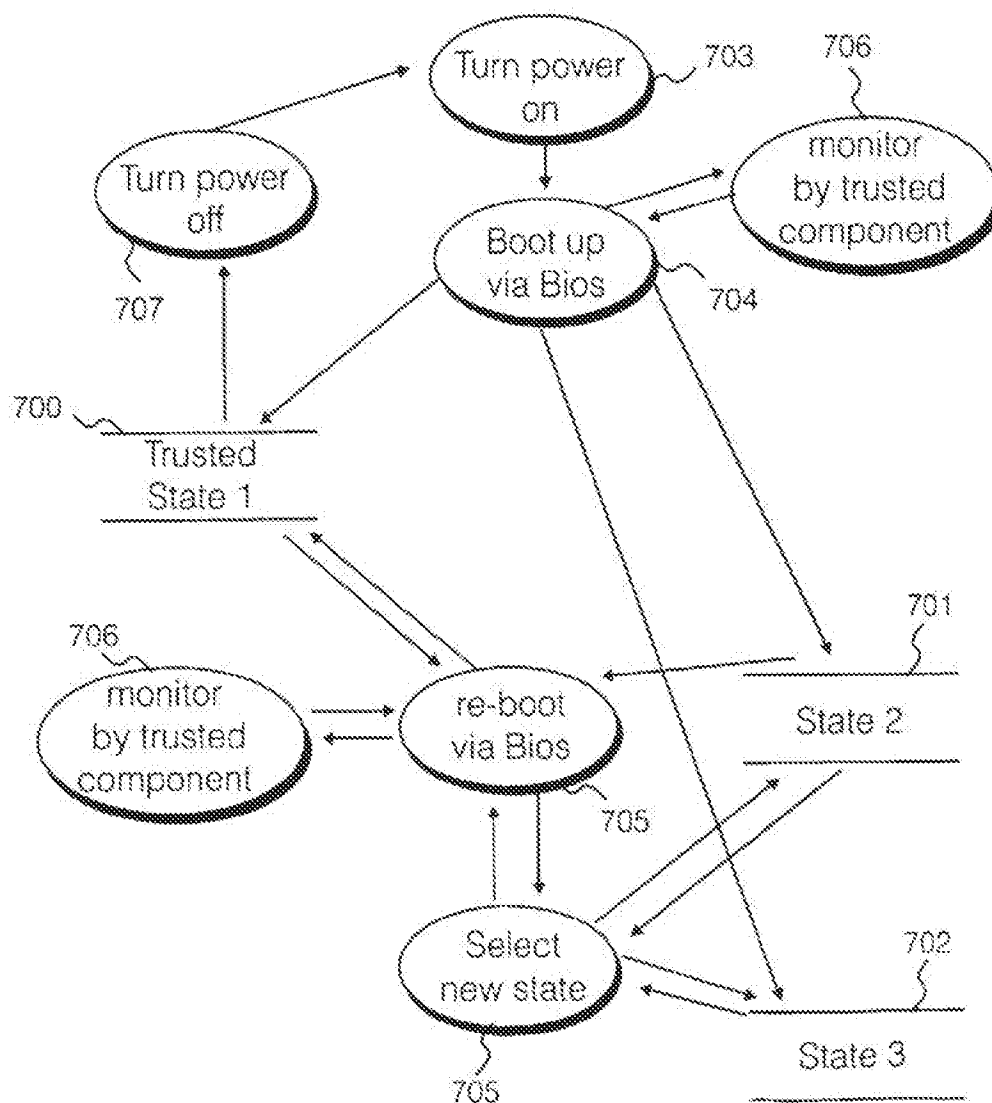 Turn power
on
703
706
monitor
by trusted
component
Turn power
off
707
Boot up
via Bios
704
700
Trusted
State 1
701
State 2
706
monitor
by trusted
component
re-boot
via Bios
705
Select
new state
705
702
State 3